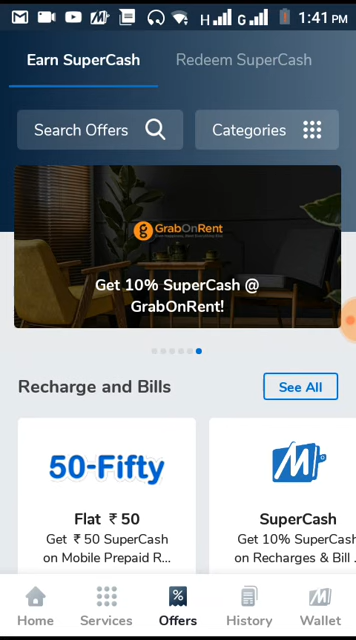 H G 1:41 PM
Earn SuperCash Redeem SuperCash
Search Offers Categories
GrabOnRent
Get 10% SuperCash @
GrabOnRent!
Recharge and Bills See All
50-Fifty
Flat ₹ 50
Get ₹ 50 SuperCash
on Mobile Prepaid R...
SuperCash
Get 10% SuperCash
on Recharges & Bill .
Home Services Offers History Wallet